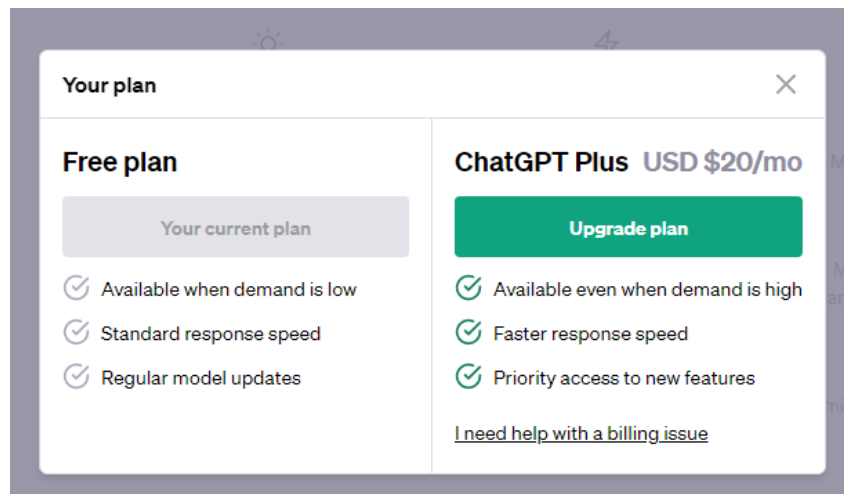 Your plan
Free plan
Your current plan
Available when demand is low
Standard response speed
Regular model updates
ChatGPT Plus USD $20/mo
Upgrade plan
Available even when demand is high
Faster response speed
Priority access to new features
I need help with a billing issue